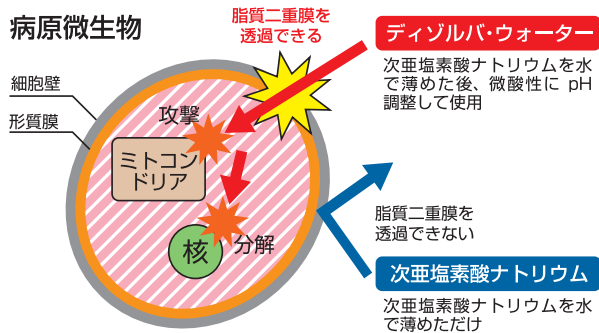 病原微生物
脂質二重膜を
透過できる
ディゾルバ・ウォーター
次亜塩素酸ナトリウムを水
で薄めた後、微酸性に pH
調整して使用
細胞壁
形質膜
攻撃
ミトコン
ドリア
核
分解
脂質二重膜を
透過できない
次亜塩素酸ナトリウム
次亜塩素酸ナトリウムを水
で薄めただけ